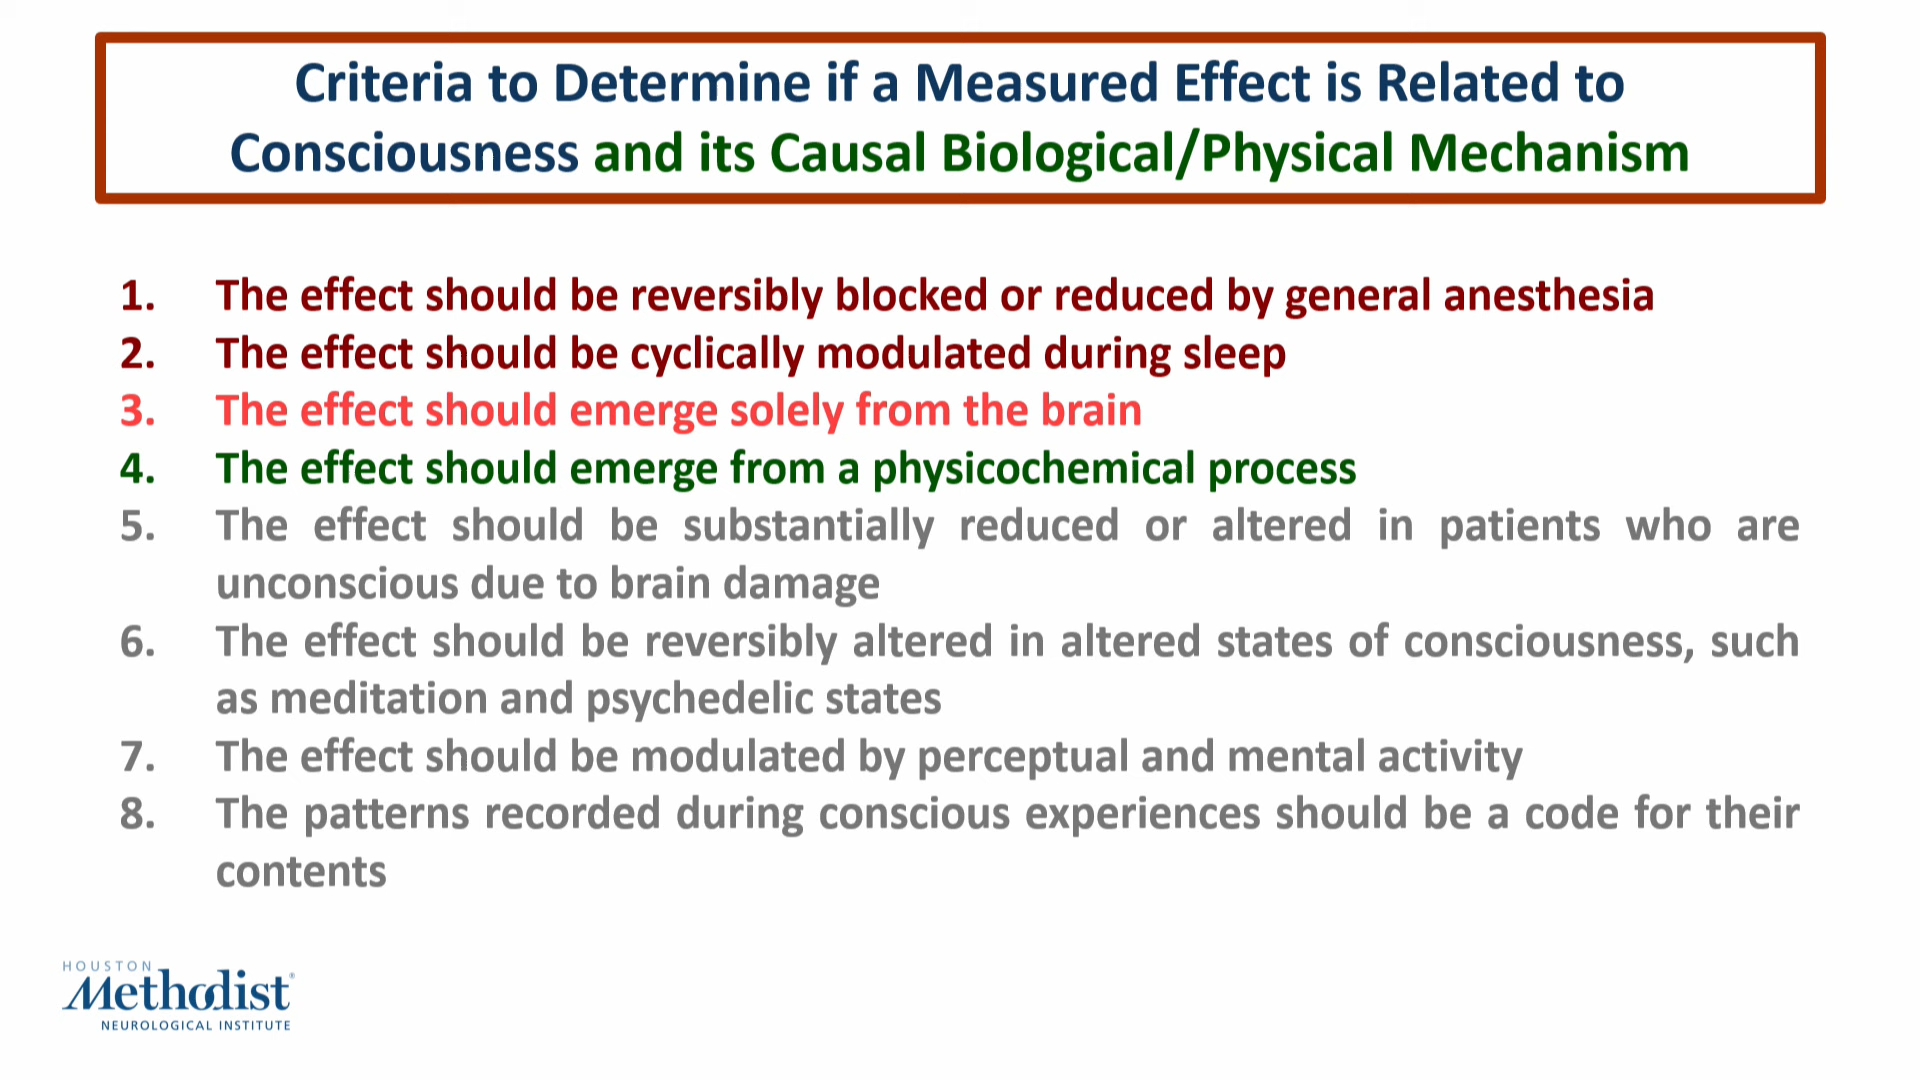 Criteria to Determine if a Measured Effect is Related to
Consciousness and its Causal Biological/Physical Mechanism
1. The effect should be reversibly blocked or reduced by general anesthesia
2. The effect should be cyclically modulated during sleep
3. The effect should emerge solely from the brain
4. The effect should emerge from a physicochemical process
5. The effect should be substantially reduced or altered in patients who are
unconscious due to brain damage
6. The effect should be reversibly altered in altered states of consciousness, such
as meditation and psychedelic states
7. The effect should be modulated by perceptual and mental activity
8. The patterns recorded during conscious experiences should be a code for their
contents
HOUSTON
Methodist®
NEUROLOGICAL INSTITUTE